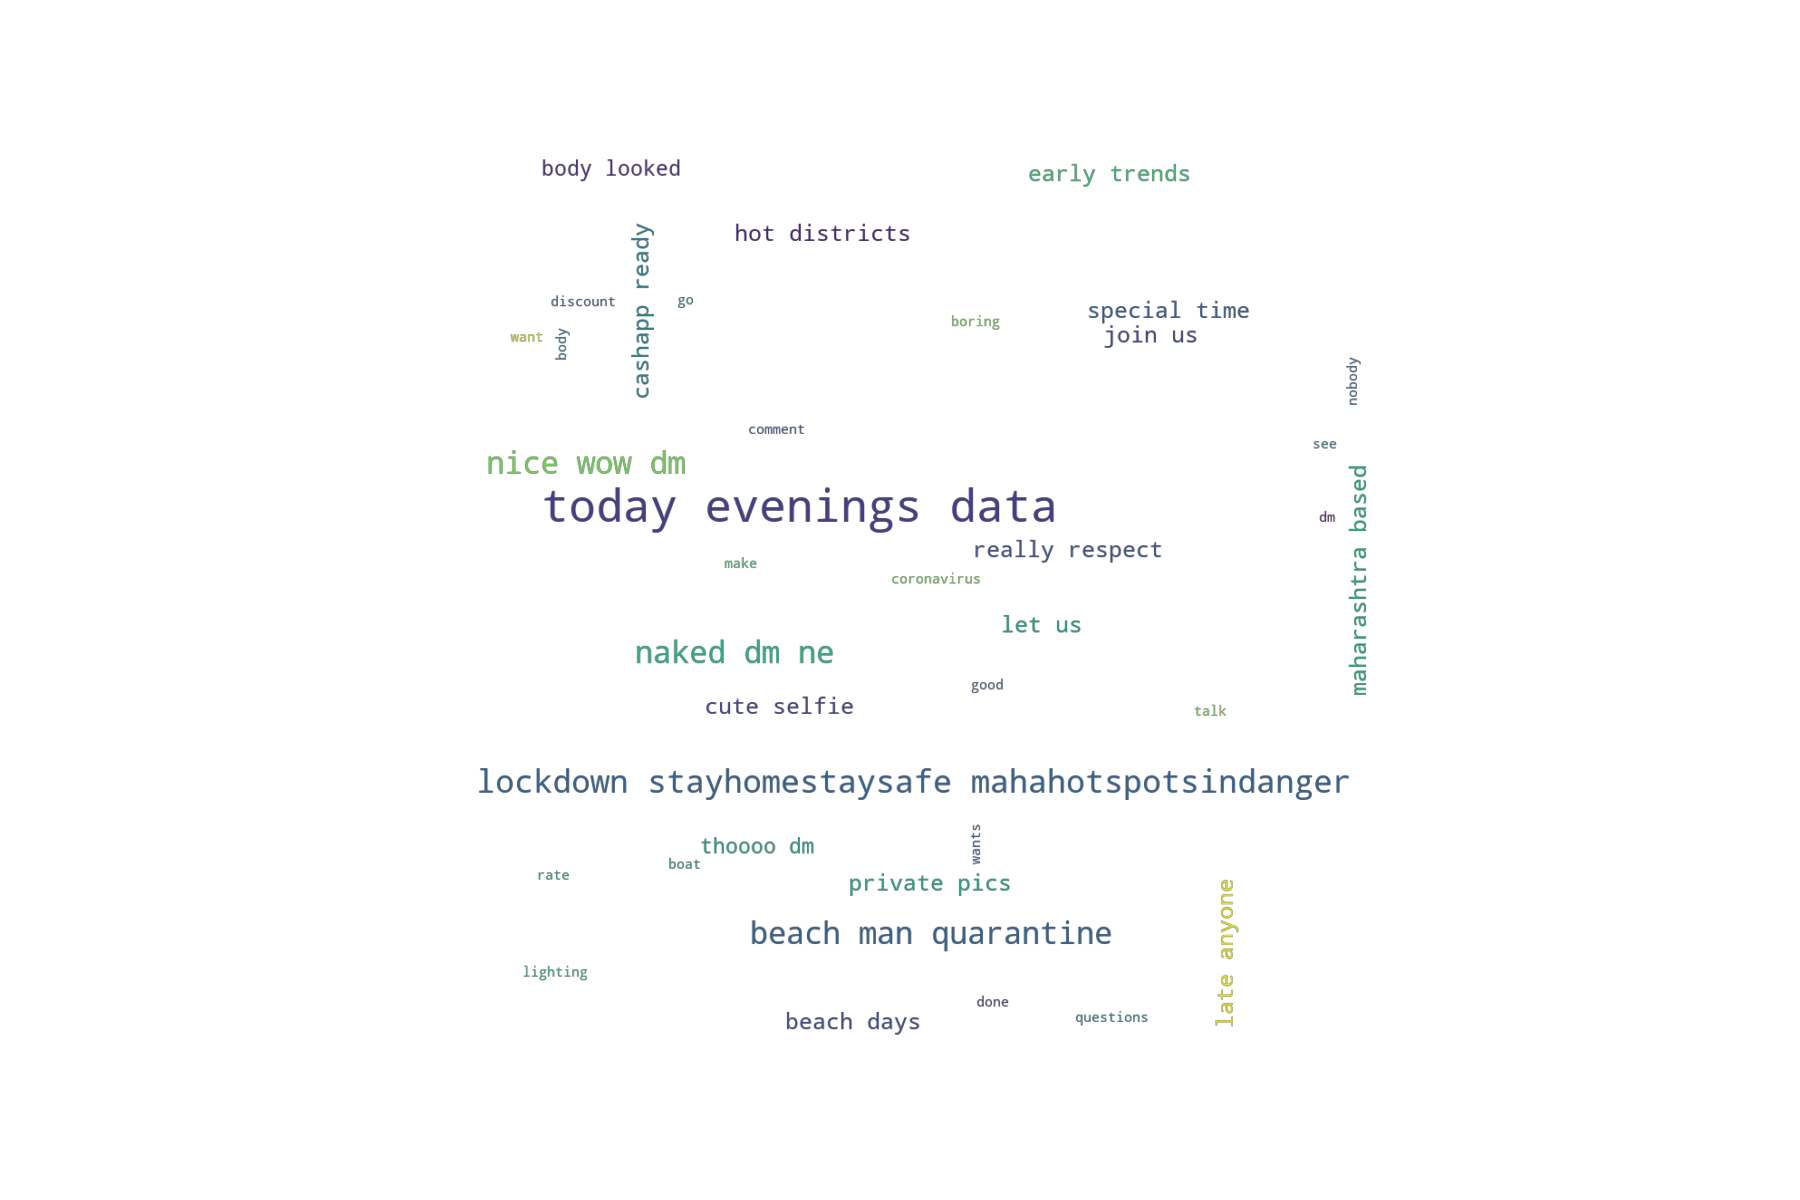 body looked
early trends
hot districts
cashapp ready
discount
go
special time
boring
join us
want
body
nobody
comment
see
nice wow dm
today evenings data
dm
maharashtra based
really respect
make
coronavirus
let us
naked dm ne
good
cute selfie
talk
lockdown stayhomestaysafe mahahotspotsindanger
wants
thoooo dm
boat
rate
private pics
late anyone
beach man quarantine
lighting
done
questions
beach days